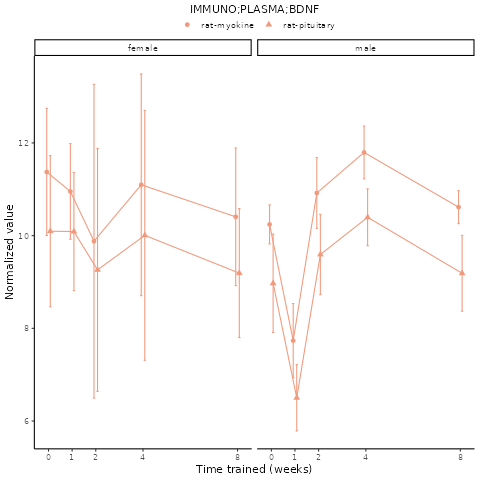 IMMUNO;PLASMA;BDNF
rat-myokine rat-pituitary
female male
Normalized value
12
10
8
6
0 1 2 4 8 0 1 2 4 8
Time trained (weeks)